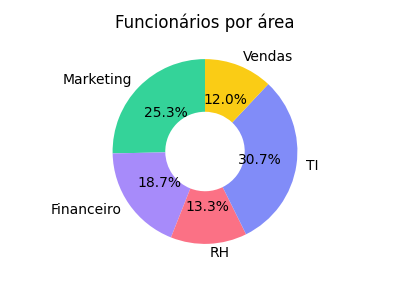 Funcionários por área
Vendas
12.0%
Marketing
25.3%
30.7%
TI
18.7%
Financeiro
13.3%
RH